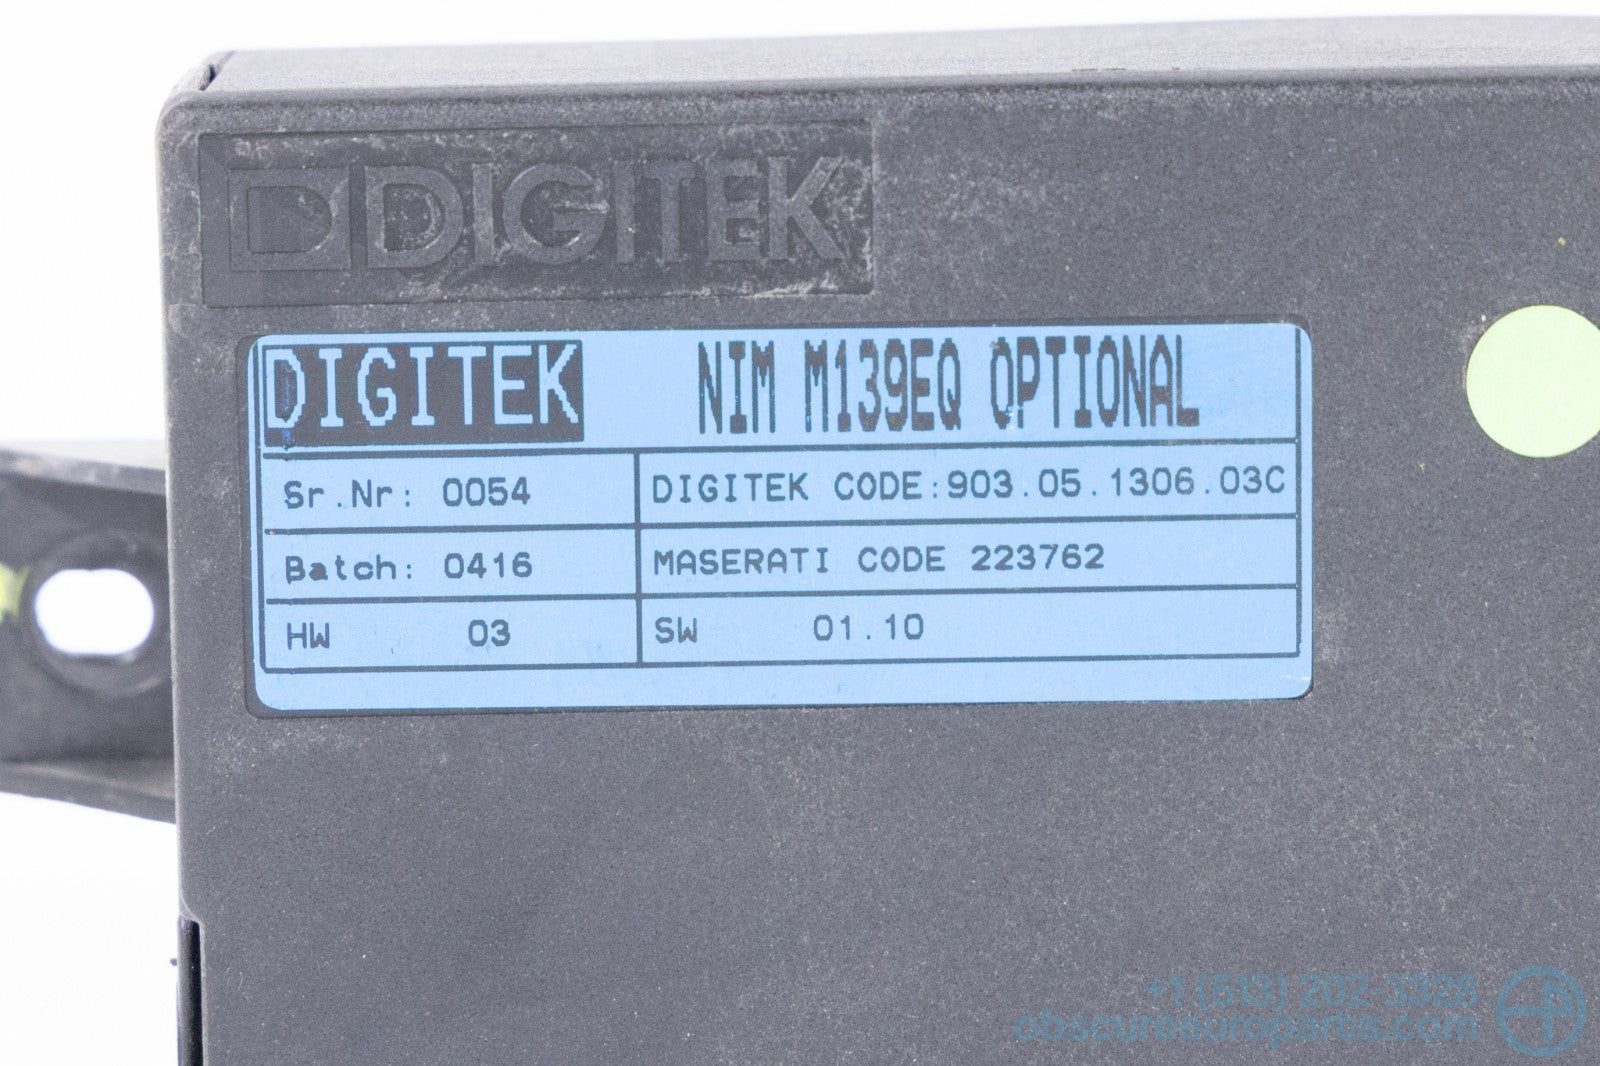 DIGITEK
DIGITEK NIM M139EQ OPTIONAL
Sr.Nr: 0054 DIGITEK CODE:903.05.1306.03C
Batch: 0416 MASERATI CODE 223762
HW 03 SW 01.10
+1 (513) 202-3328
obscureeuroparts.com